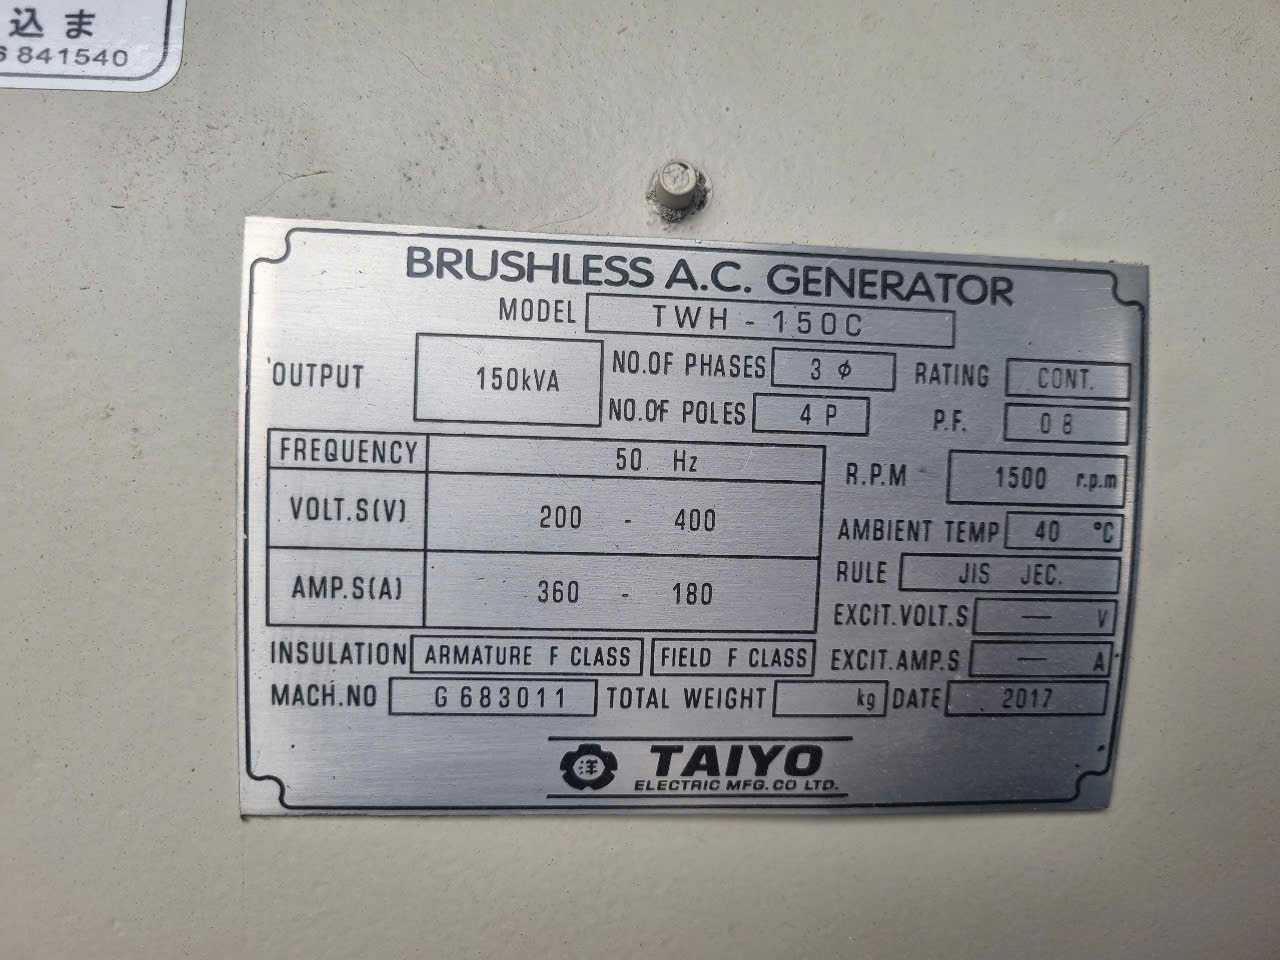 込ま
841540
BRUSHLESS A.C. GENERATOR
MODEL TWH - 150C
OUTPUT 150kVA
NO.OF PHASES 3 ϕ
RATING CONT.
NO.OF POLES 4 P
P.F. 0 8
FREQUENCY 50 Hz
R.P.M 1500 r.p.m
VOLT.S(V) 200 - 400
AMBIENT TEMP 40 °C
RULE JIS JEC.
AMP.S(A) 360 - 180
EXCIT.VOLT.S — V
INSULATION ARMATURE F CLASS FIELD F CLASS
EXCIT.AMP.S — A
MACH.NO G683011 TOTAL WEIGHT kg DATE 2017
洋 TAIYO
ELECTRIC MFG.CO LTD.